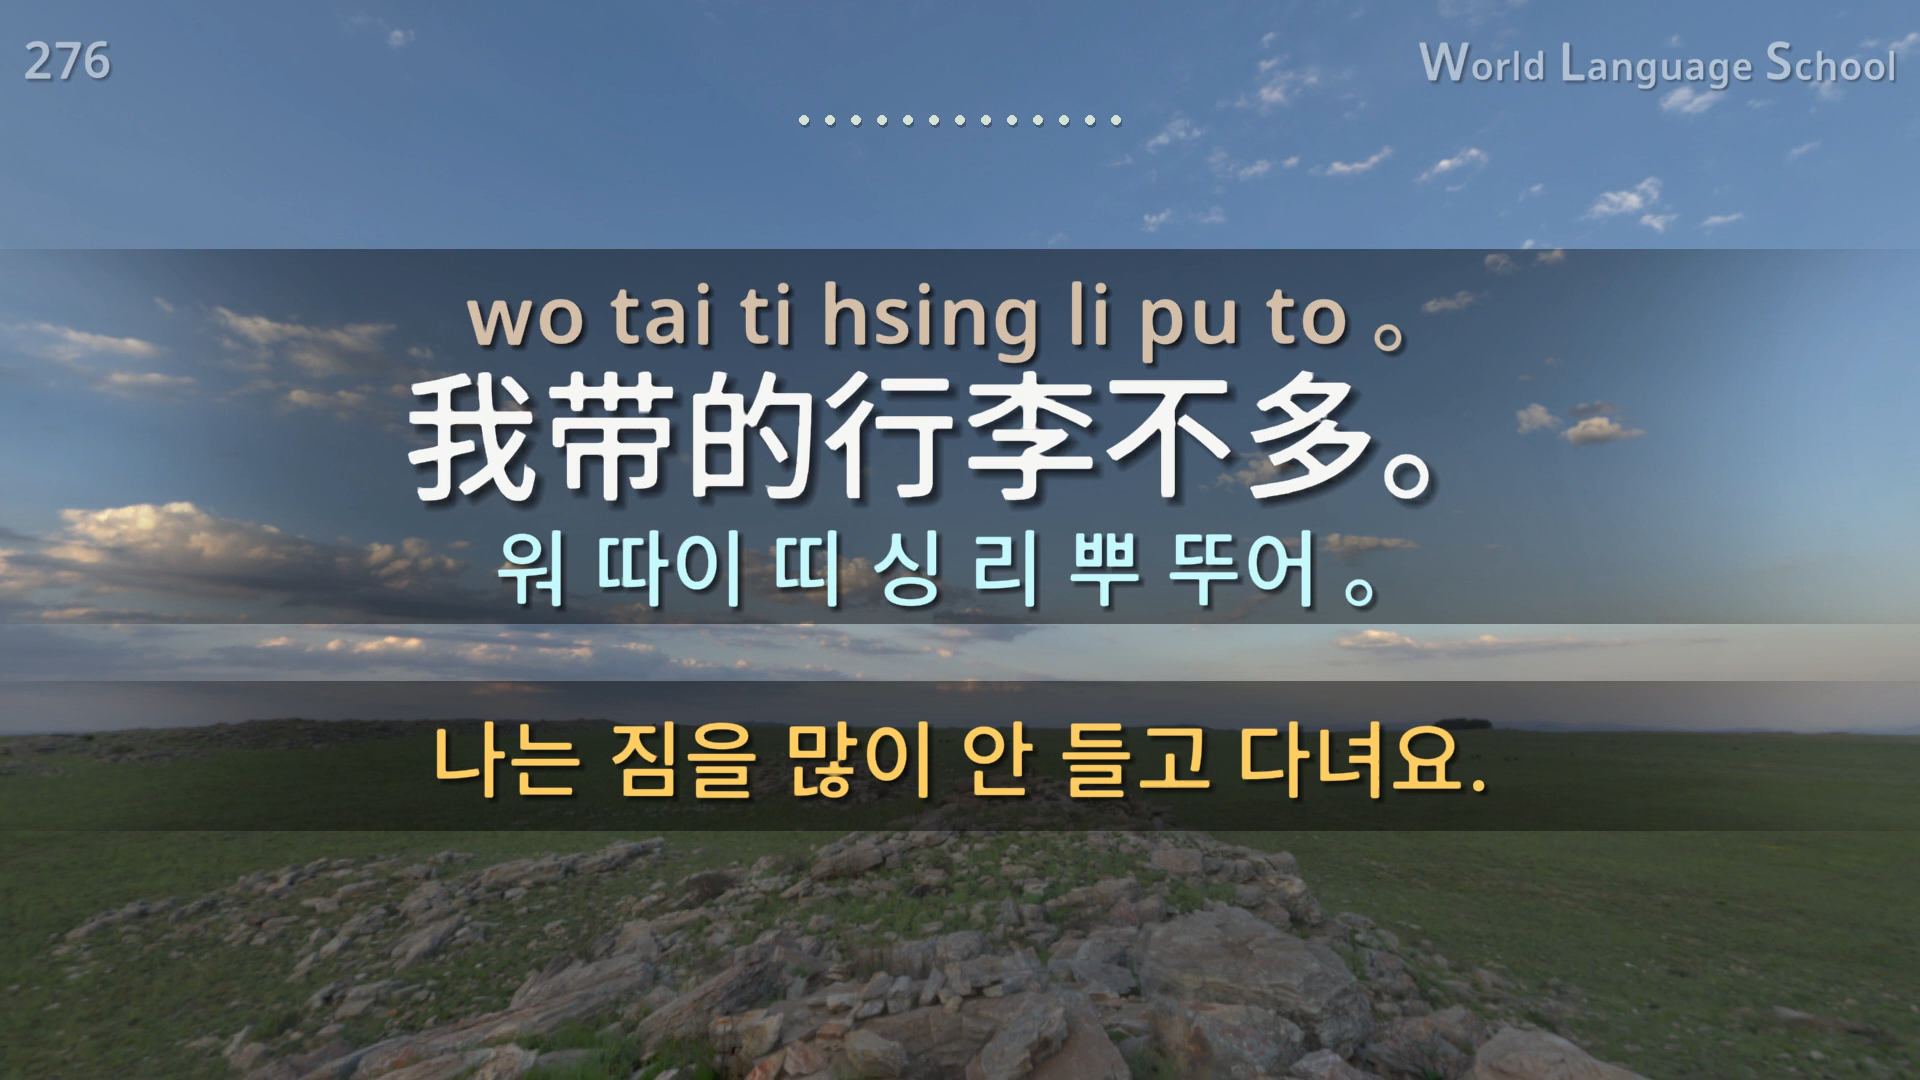 276
World Language School
wo tai ti hsing li pu to 。
我带的行李不多。
워 따이 띠 싱 리 뿌 뚜어 。
나는 짐을 많이 안 들고 다녀요.